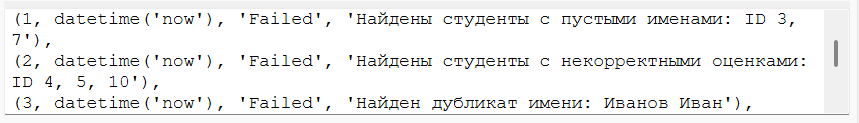 (1, datetime('now'), 'Failed', 'Найдены студенты с пустыми именами: ID 3,
7'),
(2, datetime('now'), 'Failed', 'Найдены студенты с некорректными оценками:
ID 4, 5, 10'),
(3, datetime('now'), 'Failed', 'Найден дубликат имени: Иванов Иван'),